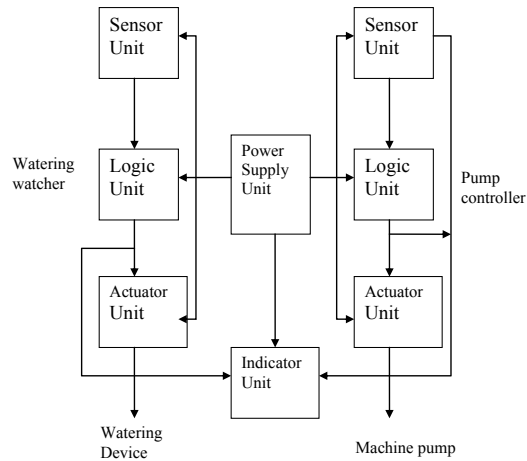 Sensor
Unit
Sensor
Unit
Watering
watcher
Logic
Unit
Power
Supply
Unit
Logic
Unit
Pump
controller
Actuator
Unit
Actuator
Unit
Indicator
Unit
Watering
Device
Machine pump